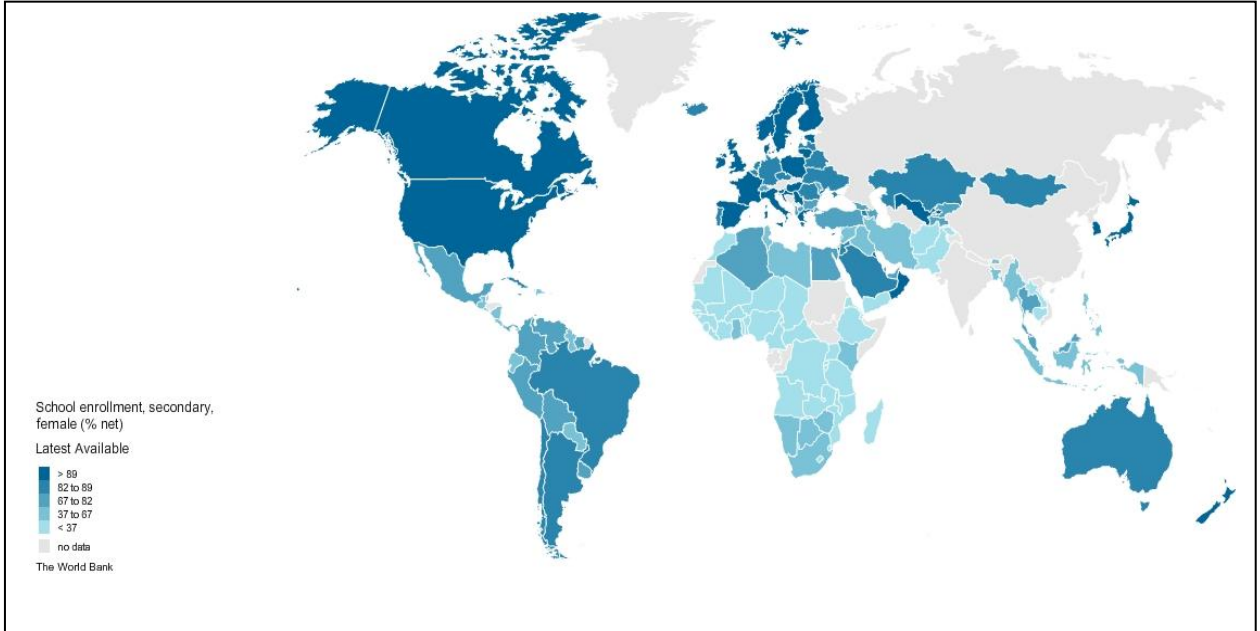 School enrollment, secondary,
female (% net)
Latest Available
> 89
82 to 89
67 to 82
37 to 67
< 37
no data
The World Bank